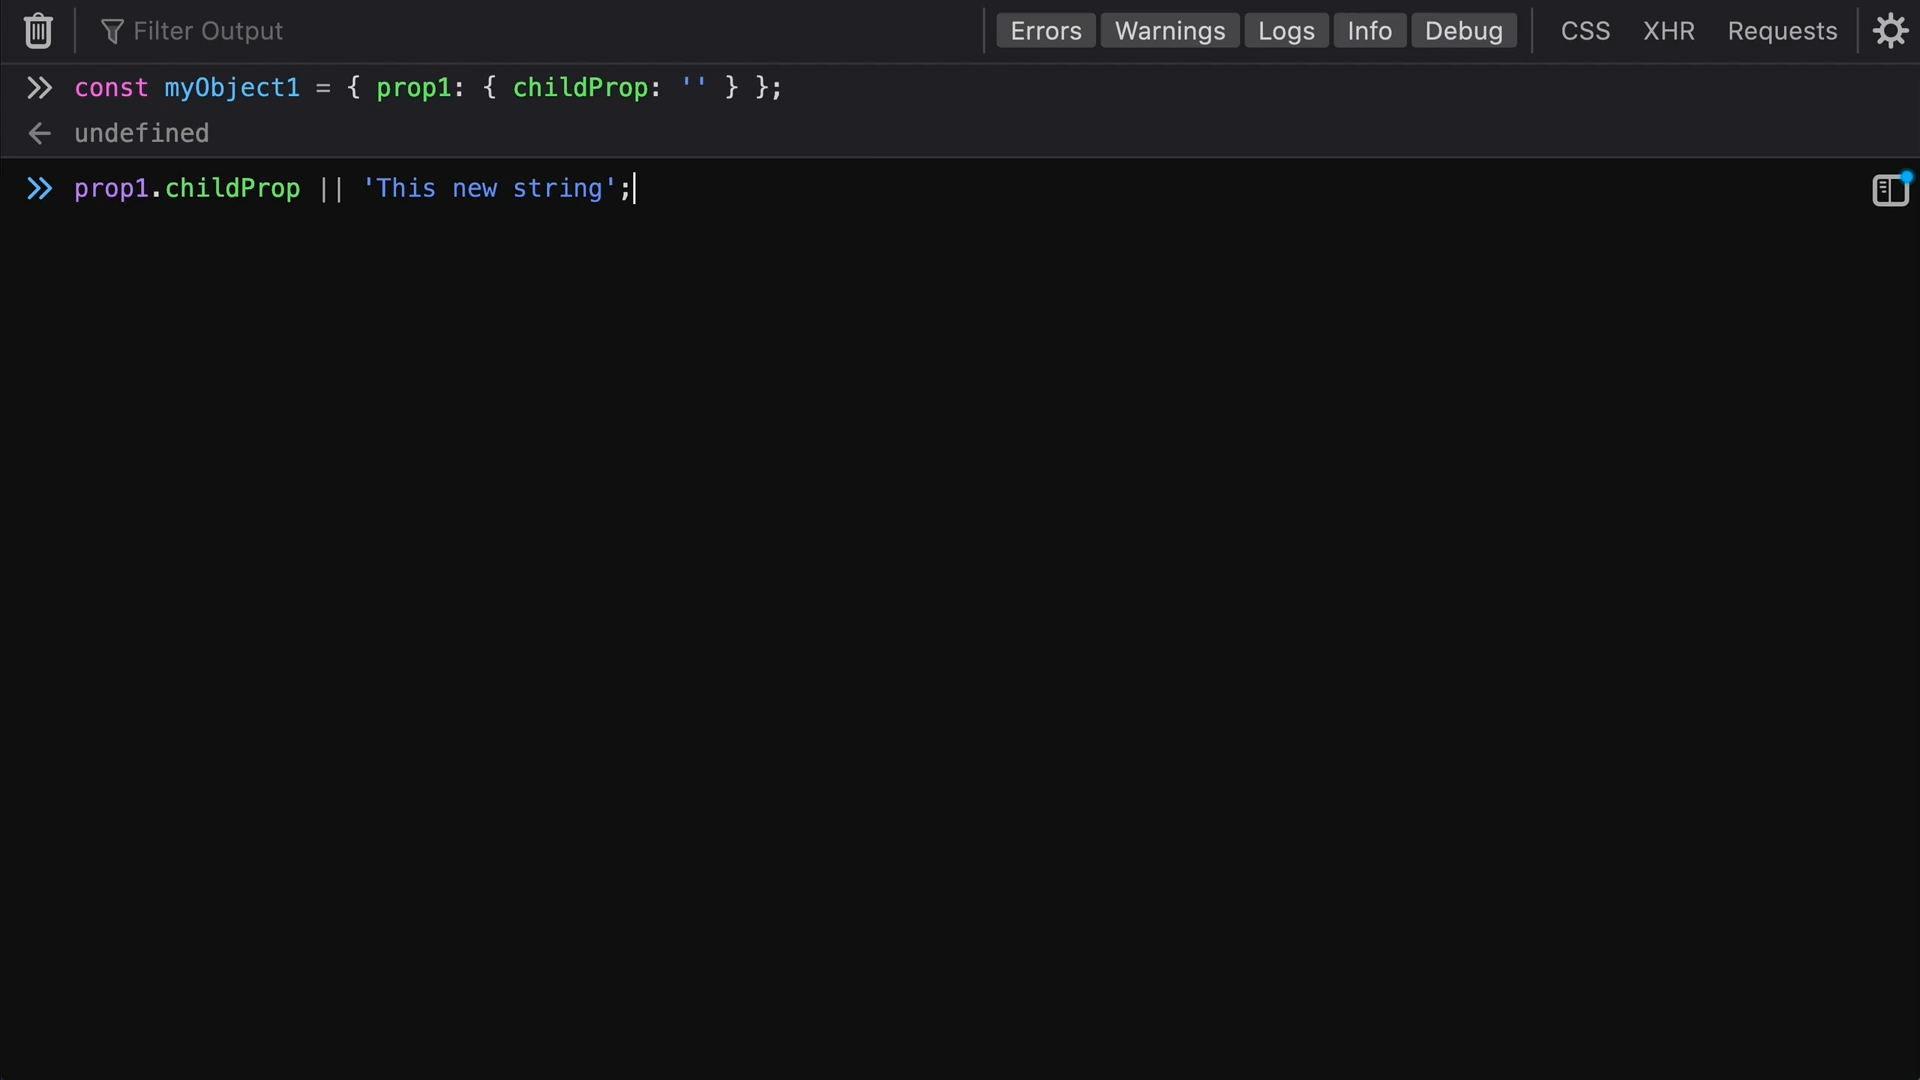 Filter Output Errors Warnings Logs Info Debug CSS XHR Requests
const myObject1 = { prop1: { childProp: '' } };
undefined
prop1.childProp || 'This new string';